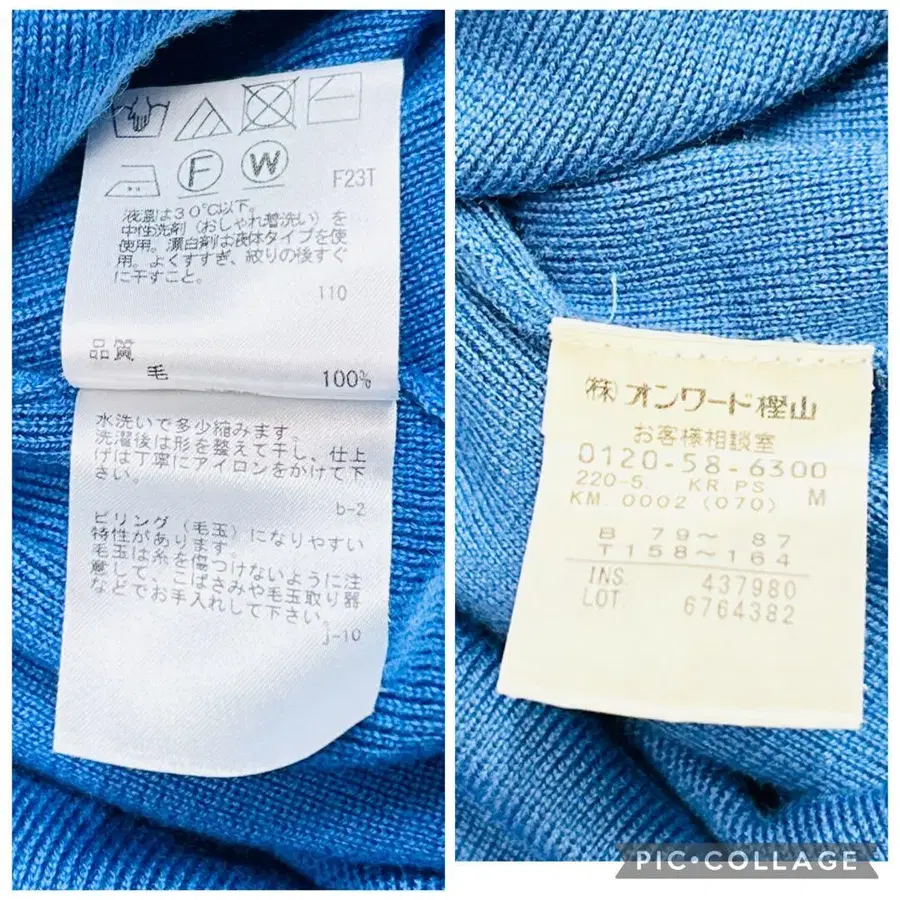 F
W
F23T
液温は30℃以下。
中性洗剤(おしゃれ着洗い)を
使用。漂白剤は液体タイプを使
用。よくすすぎ、絞りの後すぐ
に干すこと。
110
品質
毛 100%
水洗いで多少縮みます。
洗濯後は形を整えて干し、仕上
げは丁寧にアイロンをかけて下
さい。
b-2
ピリング(毛玉)になりやすい
特性があります。
毛玉は糸を傷つけないように注
意して、こばさみや毛玉取り器
などでお手入れして下さい。
j-10
(株)オンワード樫山
お客様相談室
0120-58-6300
220-5 KR.PS M
KM.0002(070)
B 79~ 87
T158~164
INS. 437980
LOT. 6764382
PIC•COLLAGE